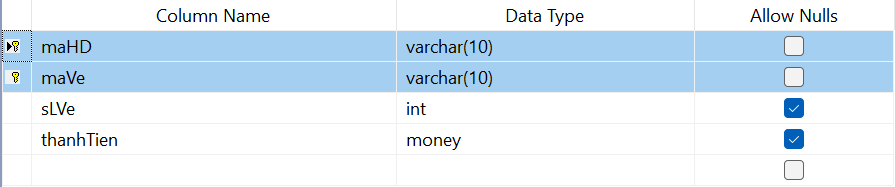 Column Name Data Type Allow Nulls
maHD varchar(10)
maVe varchar(10)
sLVe int
thanhTien money